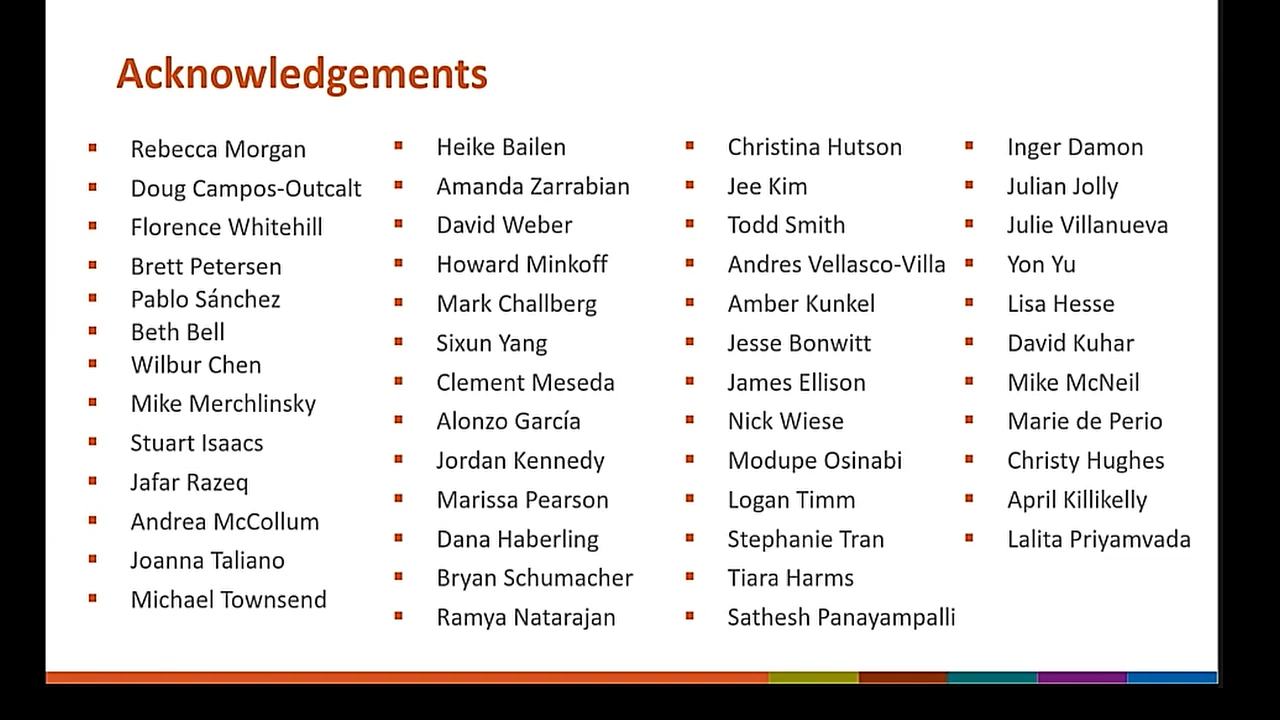 Acknowledgements
Rebecca Morgan
Doug Campos-Outcalt
Florence Whitehill
Brett Petersen
Pablo Sánchez
Beth Bell
Wilbur Chen
Mike Merchlinsky
Stuart Isaacs
Jafar Razeq
Andrea McCollum
Joanna Taliano
Michael Townsend
Heike Bailen
Amanda Zarrabian
David Weber
Howard Minkoff
Mark Challberg
Sixun Yang
Clement Meseda
Alonzo García
Jordan Kennedy
Marissa Pearson
Dana Haberling
Bryan Schumacher
Ramya Natarajan
Christina Hutson
Jee Kim
Todd Smith
Andres Vellasco-Villa
Amber Kunkel
Jesse Bonwitt
James Ellison
Nick Wiese
Modupe Osinabi
Logan Timm
Stephanie Tran
Tiara Harms
Sathesh Panayampalli
Inger Damon
Julian Jolly
Julie Villanueva
Yon Yu
Lisa Hesse
David Kuhar
Mike McNeil
Marie de Perio
Christy Hughes
April Killikelly
Lalita Priyamvada